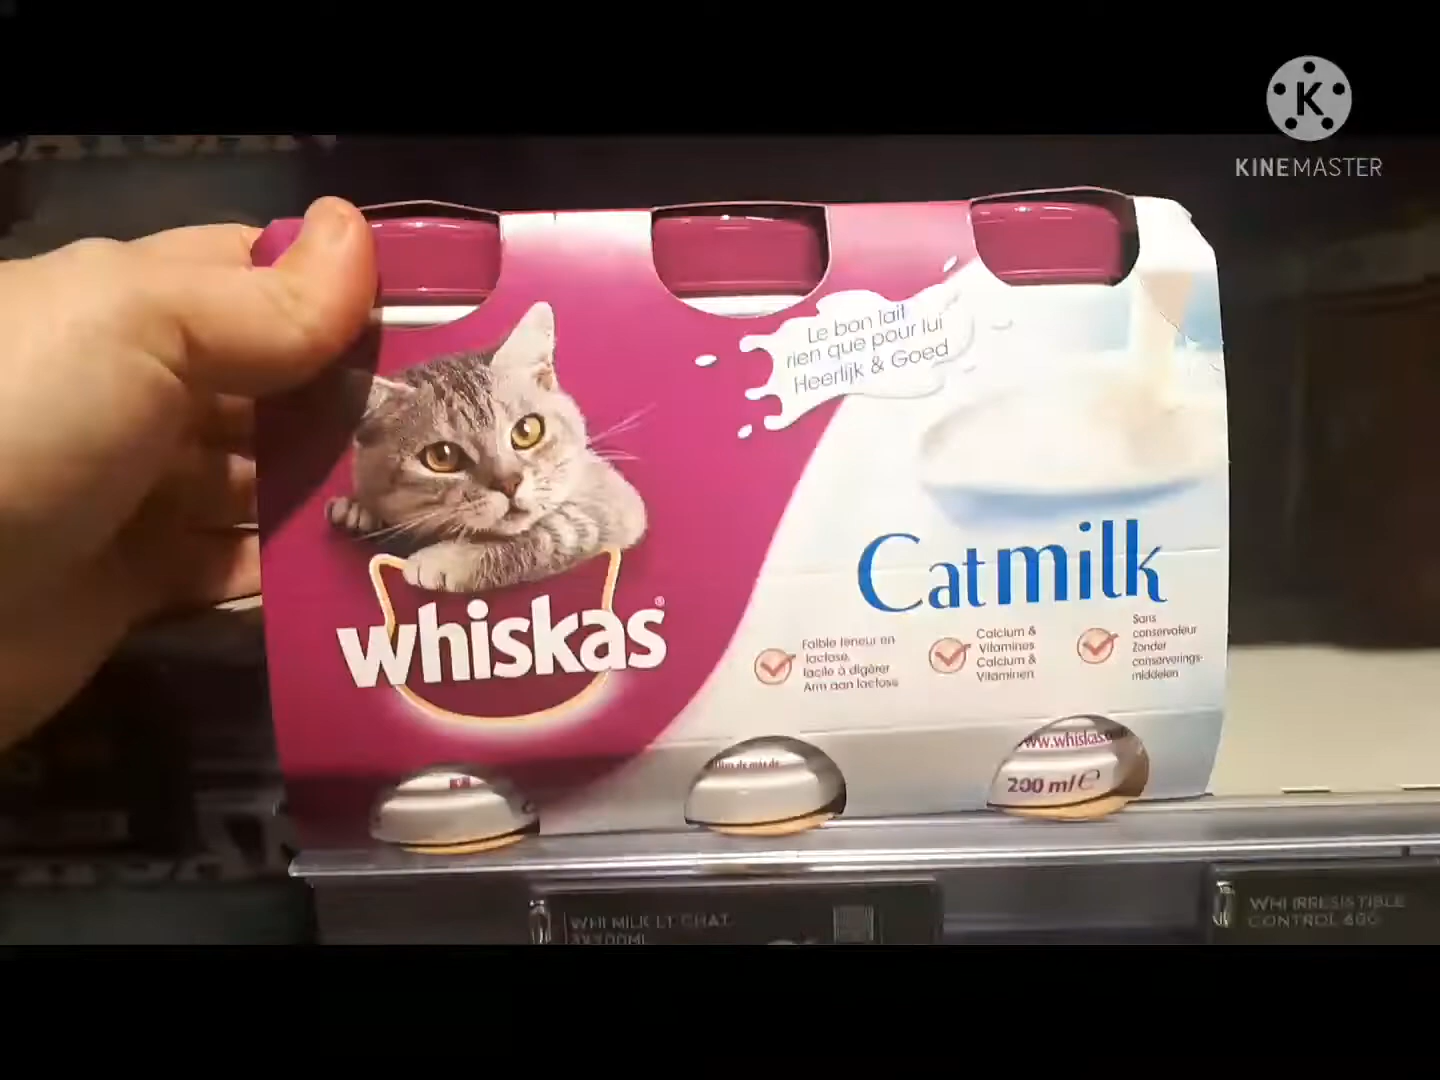 K
KINEMASTER
Le bon lait
rien que pour lui
Heerlijk & Goed
Catmilk
whiskas®
Faible teneur en
lactose,
facile à digérer
Arm aan lactose
Calcium &
Vitamines
Calcium &
Vitaminen
Sans
conservateur
Zonder
conserverings-
middelen
www.whiskas.
200 ml e
WHI MILK LT CHAT
3X200ML
WHI IRRESISTIBLE
CONTROL 60G